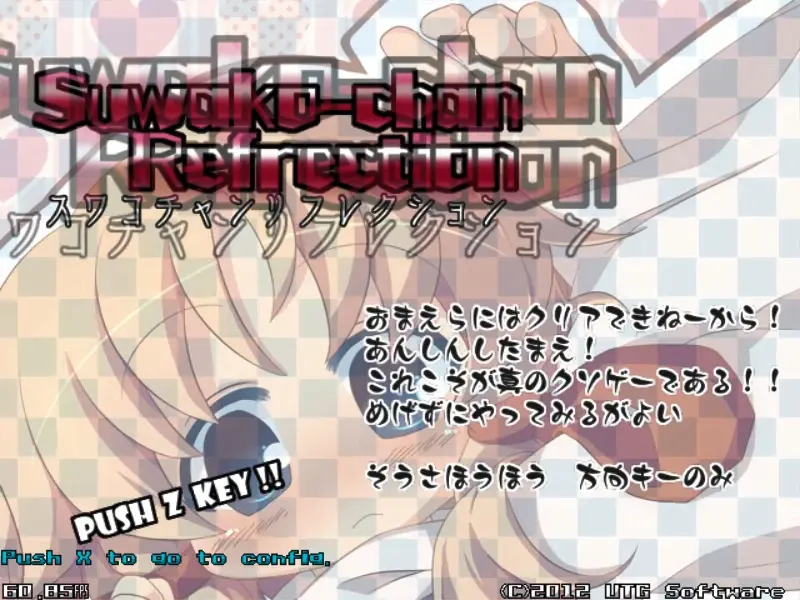 Suwako-chan
Refrection
スワコチャンリフレクション
おまえらにはクリアできねーから！
あんしんしたまえ！
これこそが真のクソゲーである！！
めげずにやってみるがよい
そうさほうほう　方向キーのみ
PUSH Z KEY!!
Push X to go to config.
60.85fps
(C)2012 UTG Software